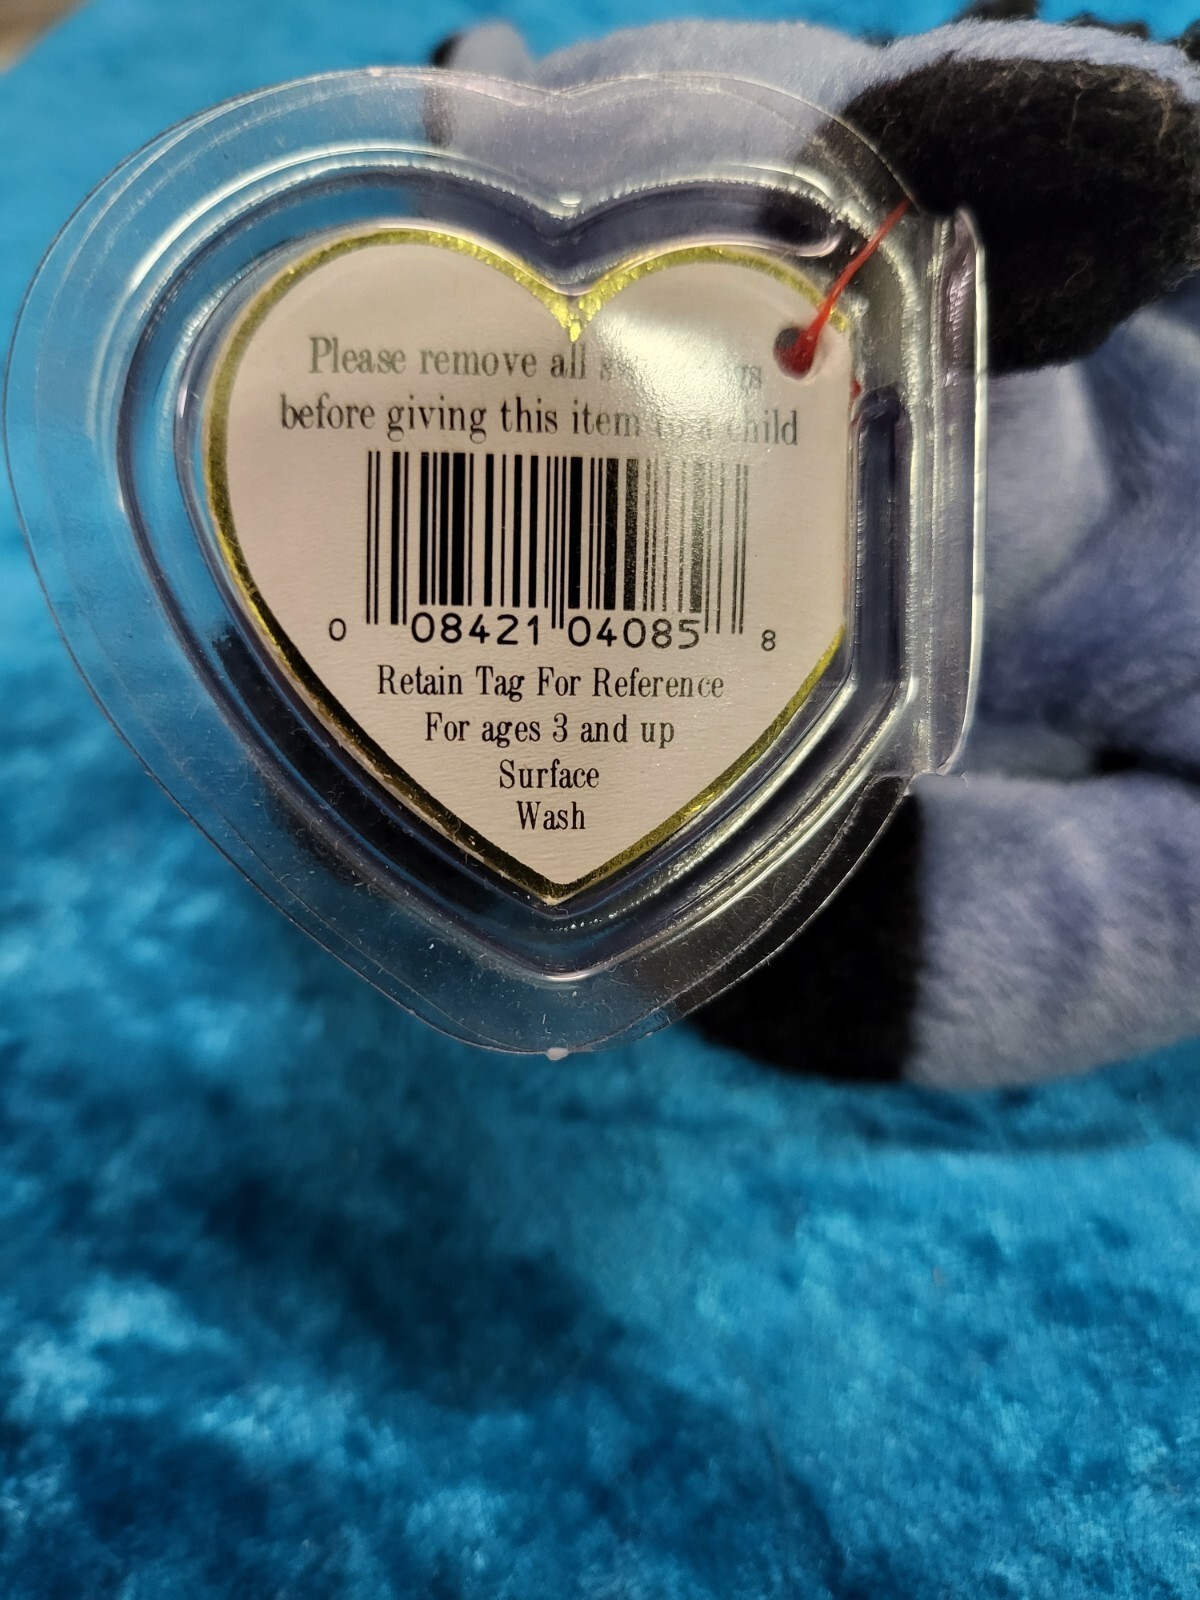 Please remove all
before giving this item to a child
0 08421 04085 8
Retain Tag For Reference
For ages 3 and up
Surface
Wash